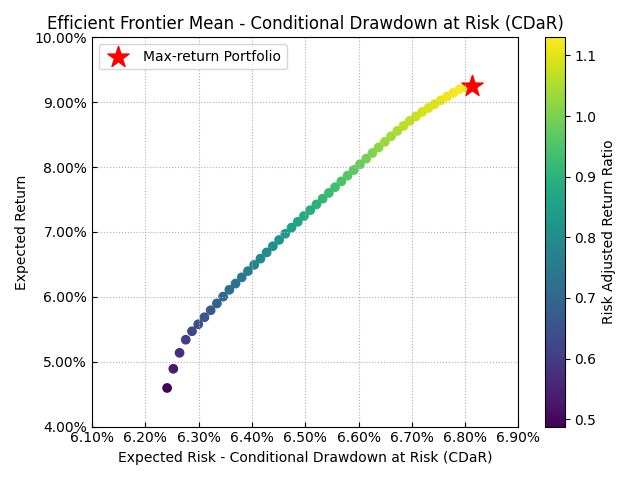 Efficient Frontier Mean - Conditional Drawdown at Risk (CDaR)
Max-return Portfolio
Expected Return
10.00%
9.00%
8.00%
7.00%
6.00%
5.00%
4.00%
6.10% 6.20% 6.30% 6.40% 6.50% 6.60% 6.70% 6.80% 6.90%
Expected Risk - Conditional Drawdown at Risk (CDaR)
1.1
1.0
0.9
0.8
0.7
0.6
0.5
Risk Adjusted Return Ratio